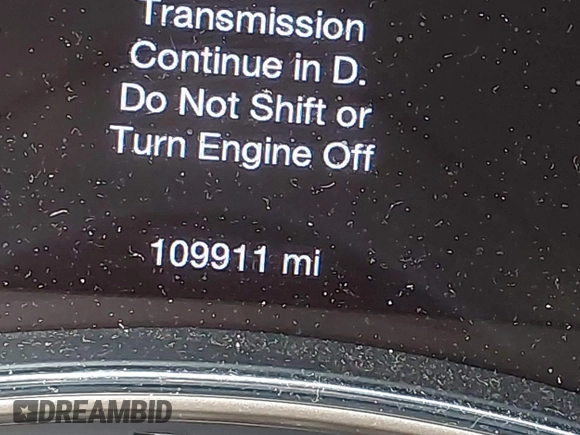 Transmission
Continue in D.
Do Not Shift or
Turn Engine Off
109911 mi
DREAMBID